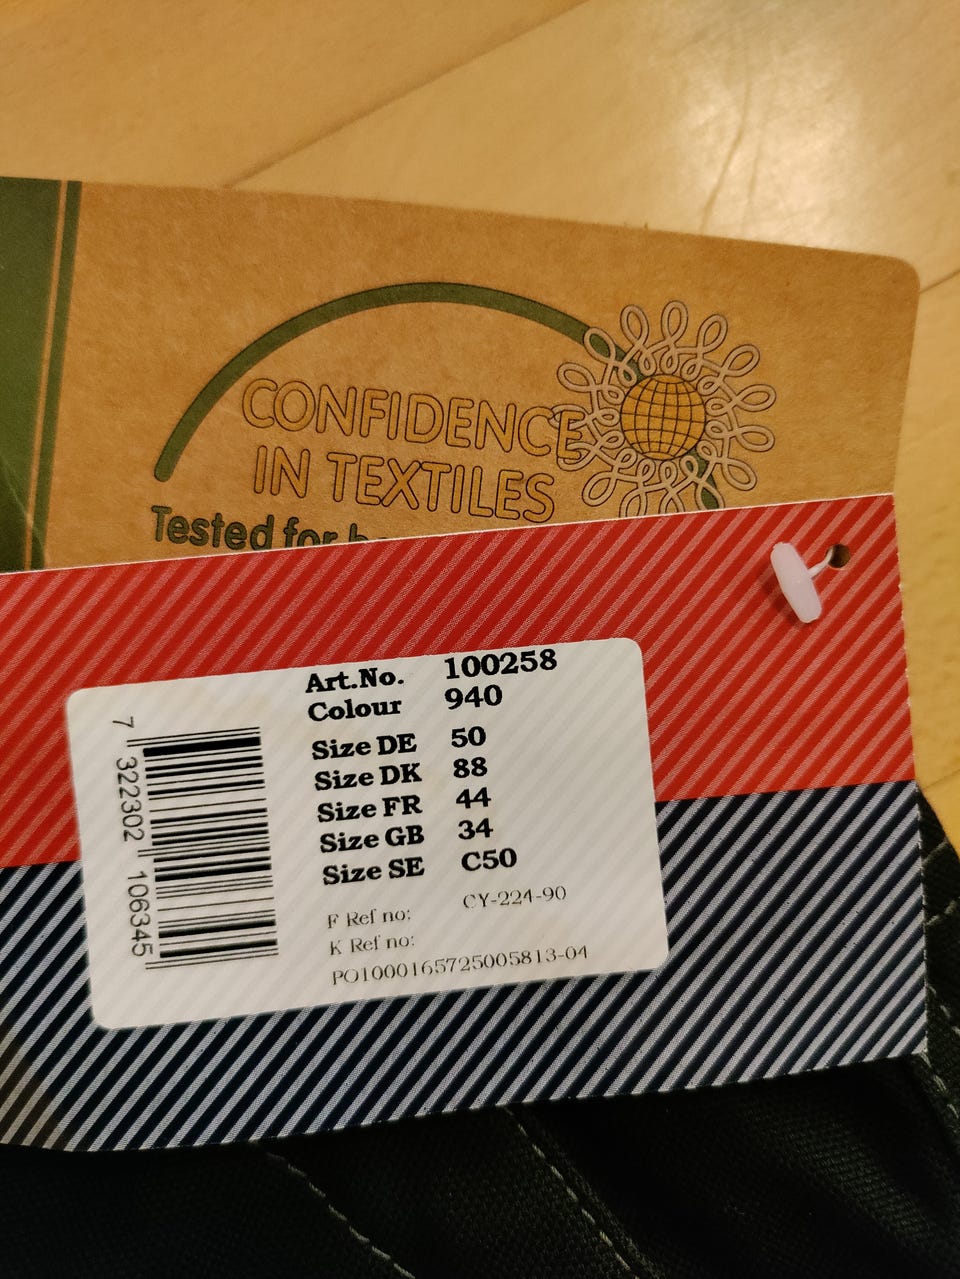 CONFIDENCE
IN TEXTILES
Tested for
Art.No. 100258
Colour 940
Size DE 50
Size DK 88
Size FR 44
Size GB 34
Size SE C50
F Ref no: CY-224-90
K Ref no:
PO1000165725005813-04
7 322302 106345